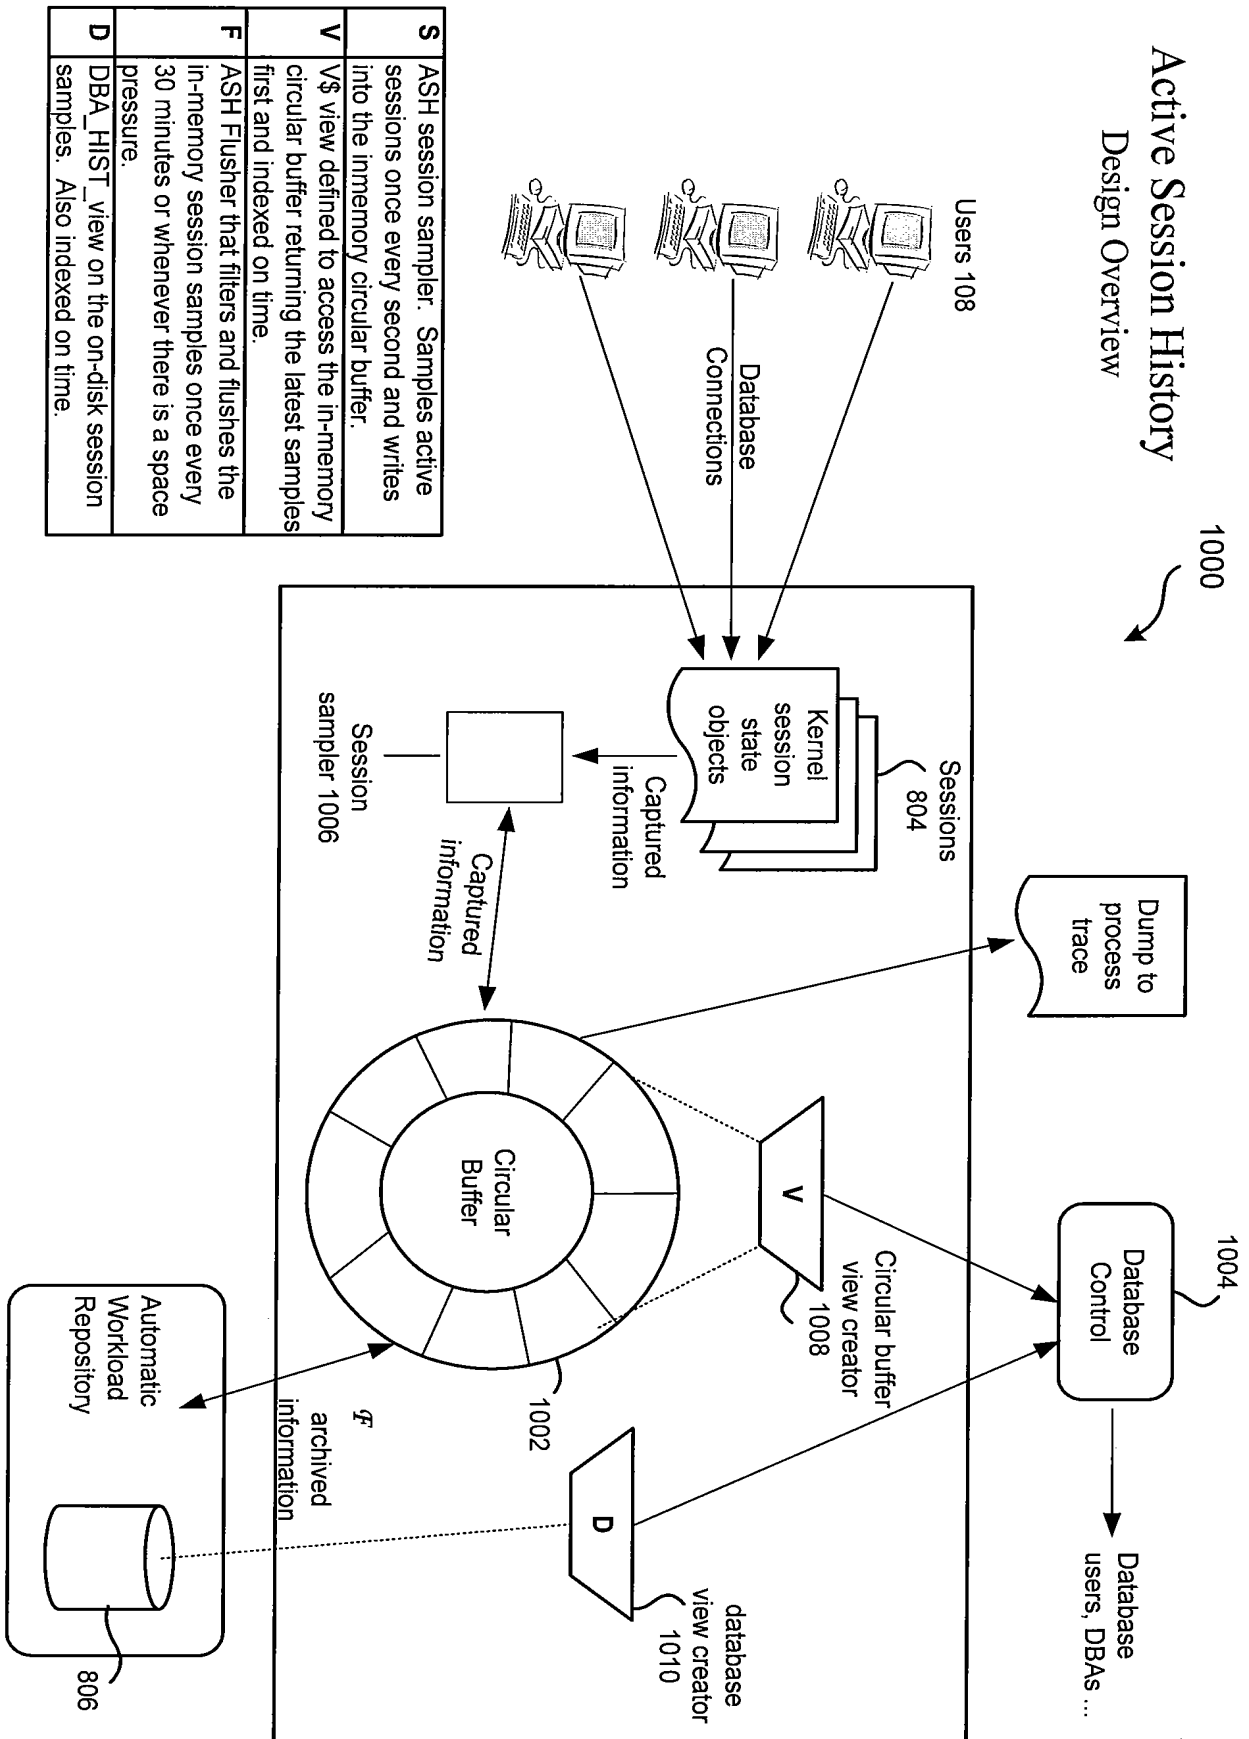 Active Session History
Design Overview
1000
Users 108
Database
Connections
Sessions
804
Kernel
session
state
objects
Captured
information
Session
sampler 1006
Captured
information
Dump to
process
trace
Circular
Buffer
1002
V
Circular buffer
view creator
1008
1004
Database
Control
Database
users, DBAs ...
D
database
view creator
1010
F
archived
information
Automatic
Workload
Repository
806
S ASH session sampler. Samples active
sessions once every second and writes
into the inmemory circular buffer.
V V$ view defined to access the in-memory
circular buffer returning the latest samples
first and indexed on time.
F ASH Flusher that filters and flushes the
in-memory session samples once every
30 minutes or whenever there is a space
pressure.
D DBA_HIST_view on the on-disk session
samples. Also indexed on time.